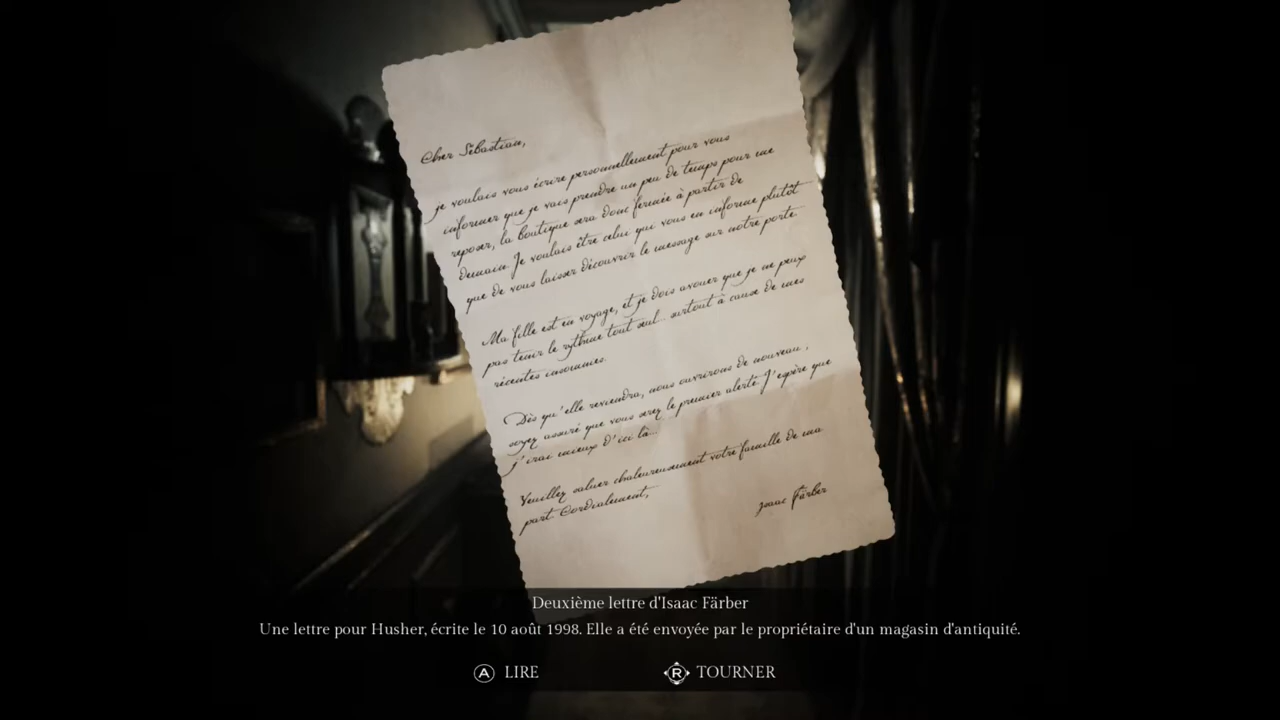 Cher Sébastian,
je voulais vous écrire personnellement pour vous
informer que je vais prendre un peu de temps pour me
reposer, la boutique sera donc fermée à partir de
demain. Je voulais être celui qui vous en informe plutôt
que de vous laisser découvrir le message sur notre porte
Ma fille est en voyage, et je dois avouer que je ne peux
pas tenir le rythme tout seul... surtout à cause de mes
récentes insomnies.
Dès qu'elle reviendra, nous ouvrirons de nouveau,
soyez assuré que vous serez le premier alerté. J'espère que
j'irai mieux d'ici là...
Veuillez saluer chaleureusement votre famille de ma
part. Cordialement,
Isaac Färber
Deuxième lettre d'Isaac Färber
Une lettre pour Husher, écrite le 10 août 1998. Elle a été envoyée par le propriétaire d'un magasin d'antiquité.
A LIRE R TOURNER